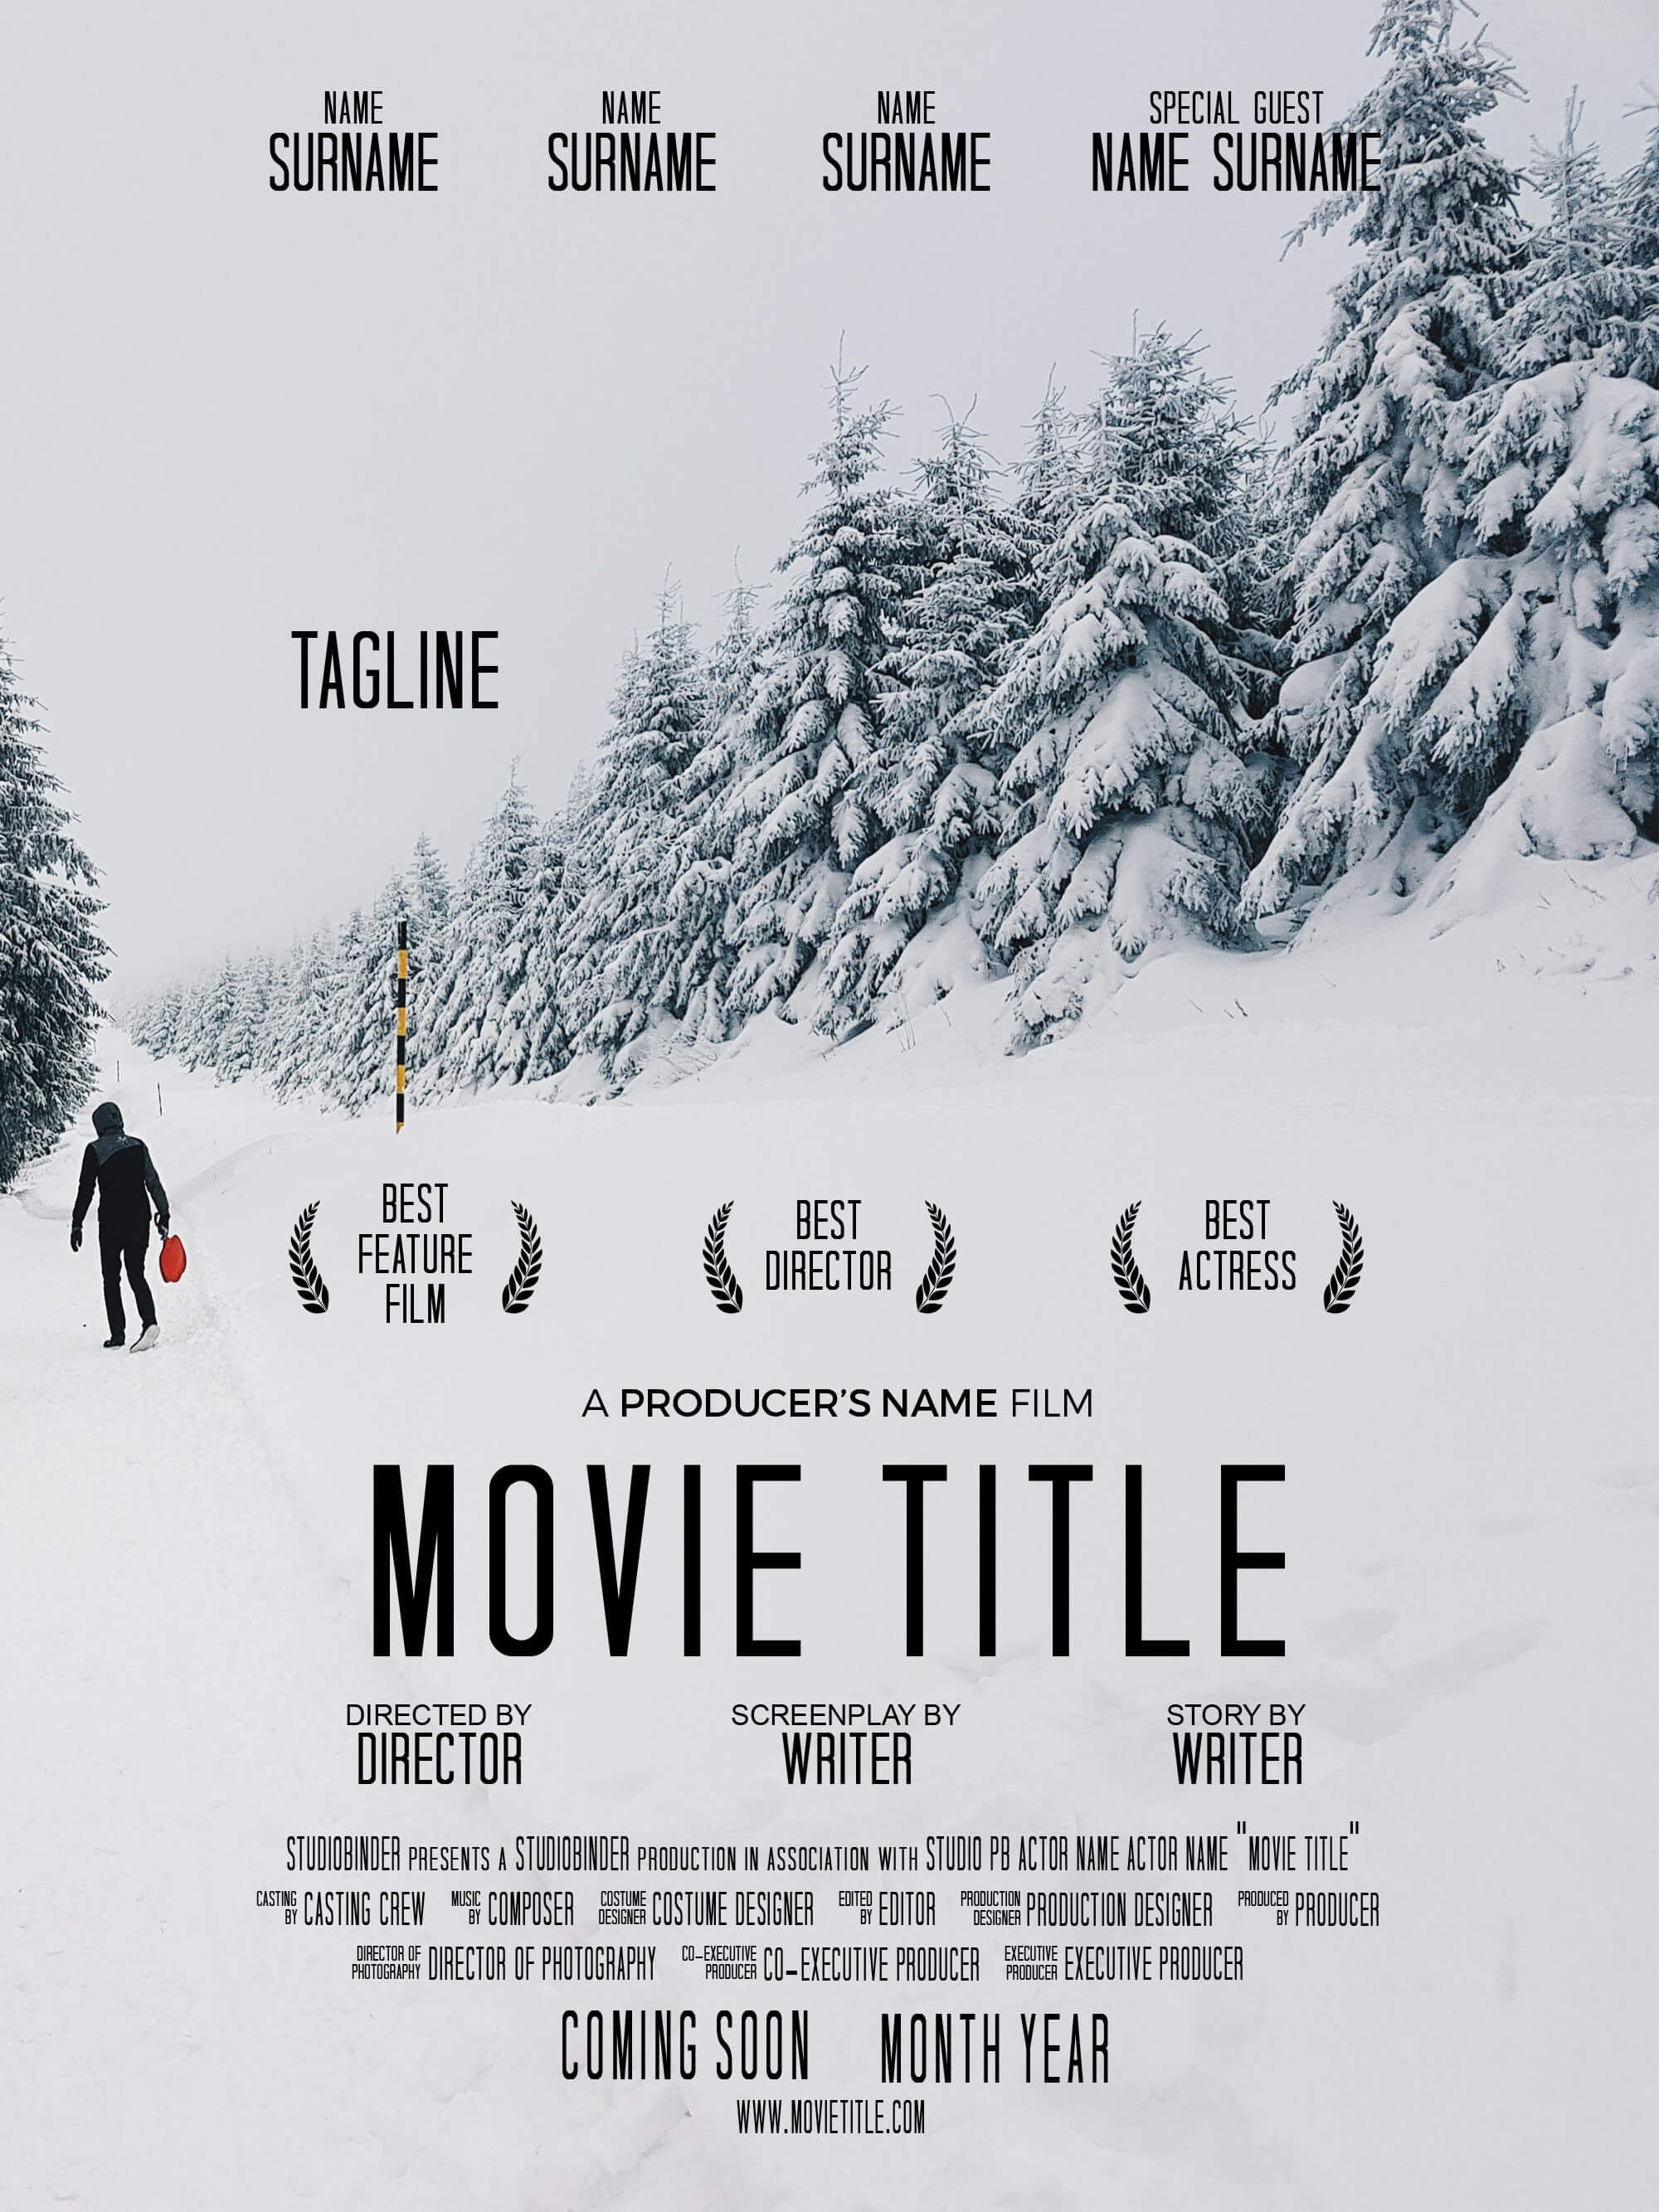 NAME NAME NAME SPECIAL GUEST
SURNAME SURNAME SURNAME NAME SURNAME
TAGLINE
BEST
FEATURE
FILM
BEST
DIRECTOR
BEST
ACTRESS
A PRODUCER'S NAME FILM
MOVIE TITLE
DIRECTED BY SCREENPLAY BY STORY BY
DIRECTOR WRITER WRITER
STUDIOBINDER PRESENTS A STUDIOBINDER PRODUCTION IN ASSOCIATION WITH STUDIO PB ACTOR NAME ACTOR NAME "MOVIE TITLE"
CASTING BY CASTING CREW MUSIC BY COMPOSER COSTUME DESIGNER COSTUME DESIGNER EDITED BY EDITOR PRODUCTION DESIGNER PRODUCTION DESIGNER PRODUCED BY PRODUCER
DIRECTOR OF PHOTOGRAPHY DIRECTOR OF PHOTOGRAPHY CO-EXECUTIVE PRODUCER CO-EXECUTIVE PRODUCER EXECUTIVE PRODUCER EXECUTIVE PRODUCER
COMING SOON MONTH YEAR
WWW.MOVIETITLE.COM